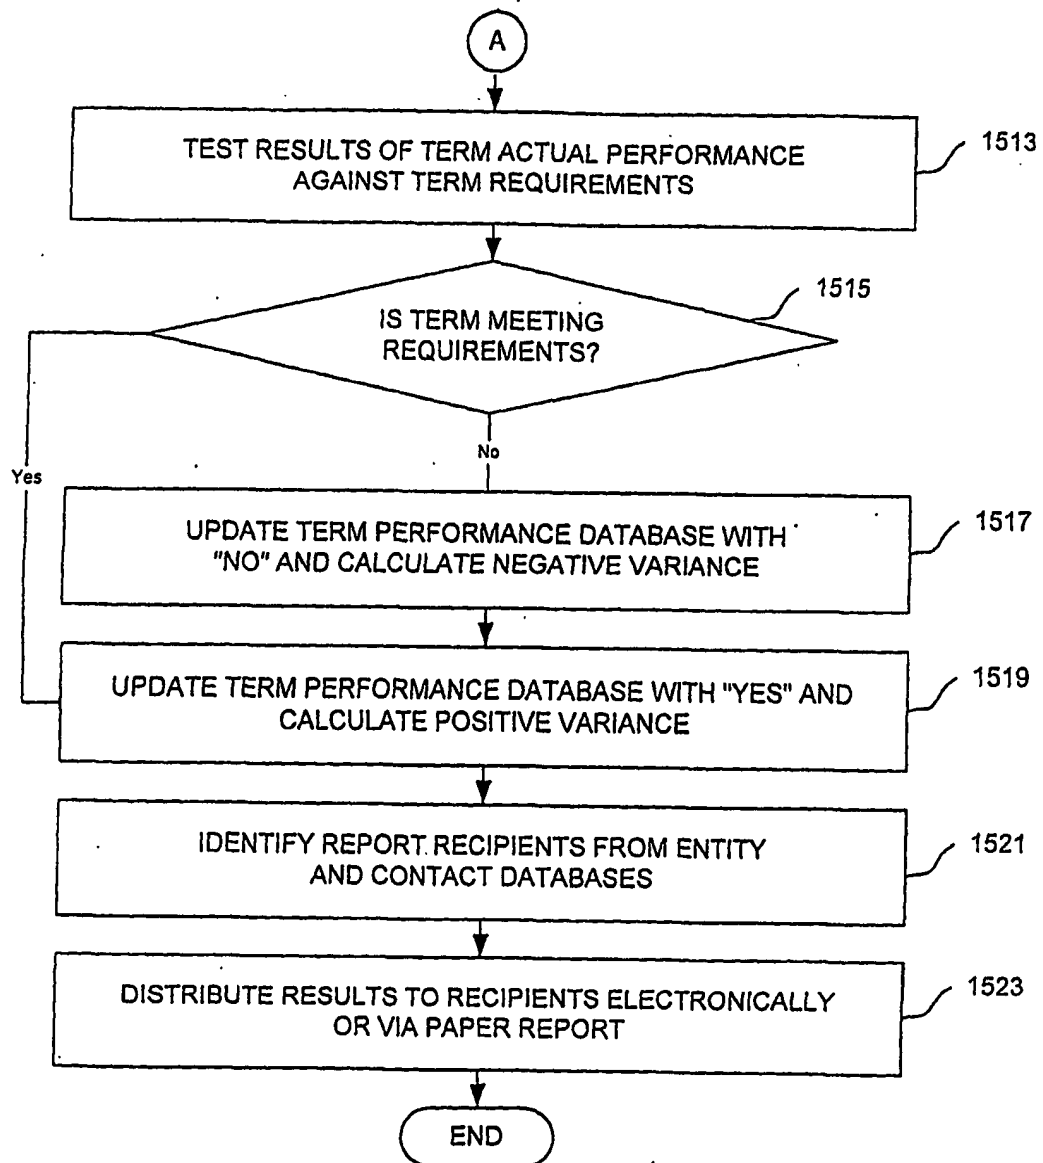 A
TEST RESULTS OF TERM ACTUAL PERFORMANCE
AGAINST TERM REQUIREMENTS
1513
1515
IS TERM MEETING
REQUIREMENTS?
No
Yes
UPDATE TERM PERFORMANCE DATABASE WITH
"NO" AND CALCULATE NEGATIVE VARIANCE
1517
UPDATE TERM PERFORMANCE DATABASE WITH "YES" AND
CALCULATE POSITIVE VARIANCE
1519
IDENTIFY REPORT RECIPIENTS FROM ENTITY
AND CONTACT DATABASES
1521
DISTRIBUTE RESULTS TO RECIPIENTS ELECTRONICALLY
OR VIA PAPER REPORT
1523
END